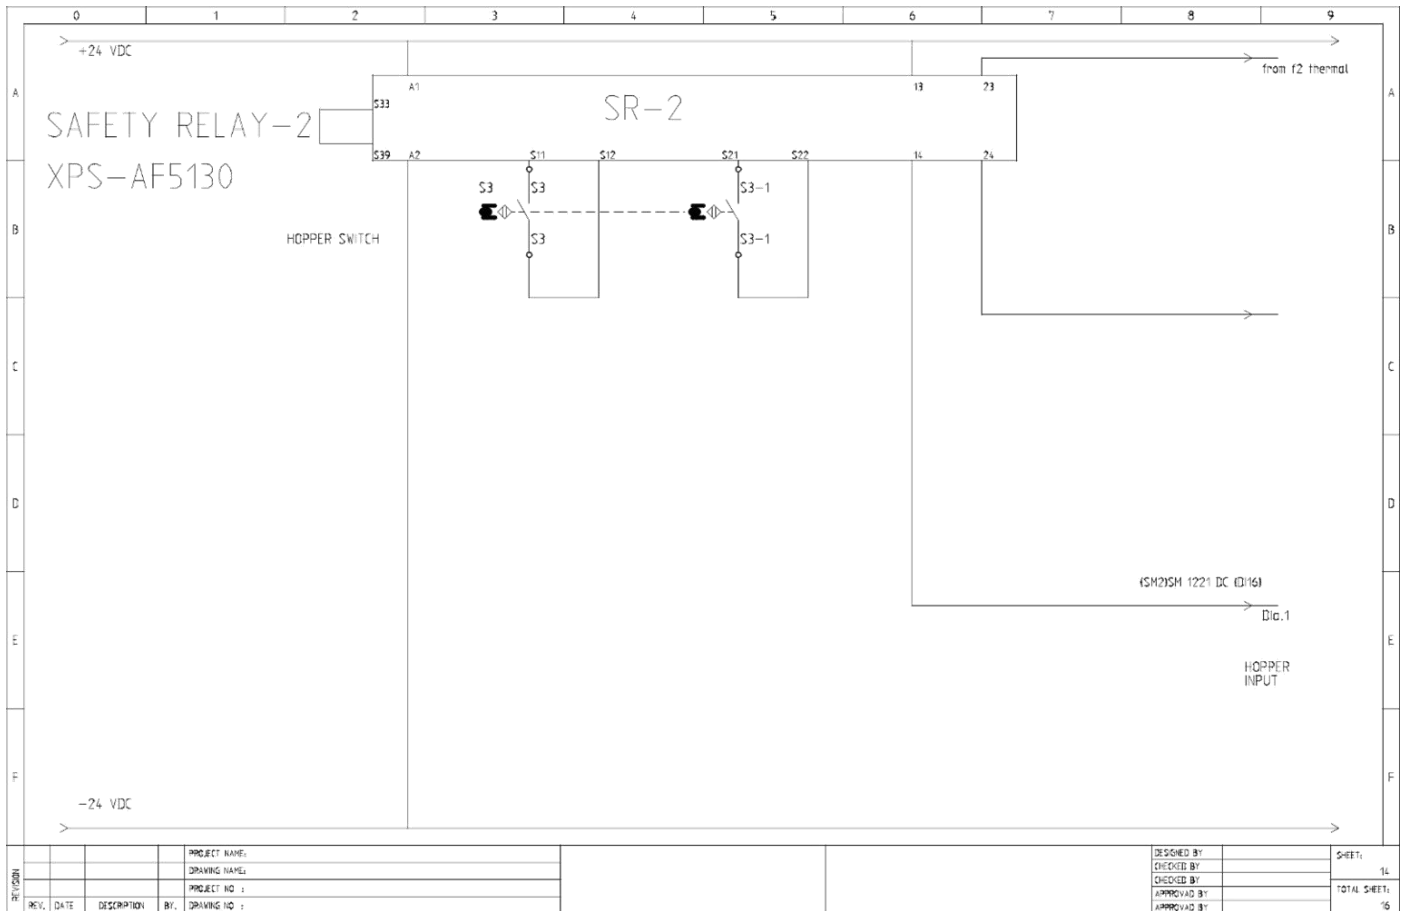 0 1 2 3 4 5 6 7 8 9
+24 VDC
from f2 thermal
A A1 13 23 A
S33
SR-2
SAFETY RELAY-2
S39 A2 S11 S12 S21 S22 14 24
XPS-AF5130
S3 S3 S3-1
B B
HOPPER SWITCH S3 S3-1
C C
D D
(SM2)SM 1221 DC (DI16)
DIa.1
E E
HOPPER
INPUT
F F
-24 VDC
REVISION
PROJECT NAME:
DRAWING NAME:
PROJECT NO :
REV. DATE DESCRIPTION BY. DRAWING NO :
DESIGNED BY
CHECKED BY
CHECKED BY
APPROVAD BY
APPROVAD BY
SHEET:
14
TOTAL SHEET:
16